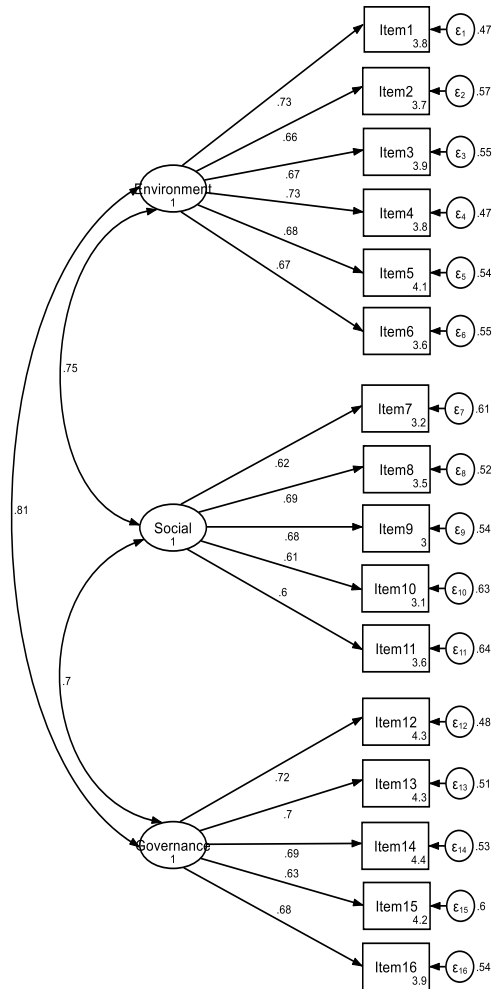 Item1
3.8
ε1
.47
.73
Item2
3.7
ε2
.57
.66
Item3
3.9
ε3
.55
.67
Item4
3.8
ε4
.47
.73
Environment
1
Item5
4.1
ε5
.54
.68
Item6
3.6
ε6
.55
.67
.75
Item7
3.2
ε7
.61
.62
Item8
3.5
ε8
.52
.69
.81
Social
1
Item9
3
ε9
.54
.68
Item10
3.1
ε10
.63
.61
Item11
3.6
ε11
.64
.6
.7
Item12
4.3
ε12
.48
.72
Item13
4.3
ε13
.51
.7
Governance
1
Item14
4.4
ε14
.53
.69
Item15
4.2
ε15
.6
.63
Item16
3.9
ε16
.54
.68